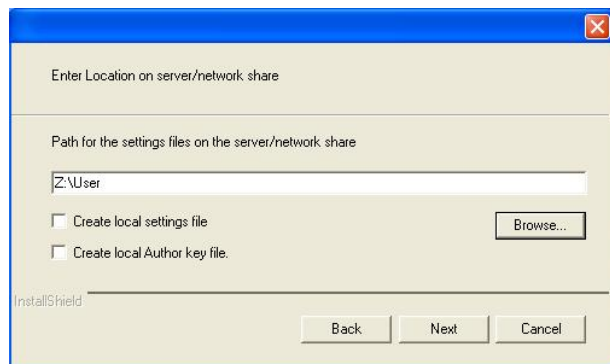 Enter Location on server/network share
Path for the settings files on the server/network share
Z:\User
Create local settings file
Browse...
Create local Author key file.
InstallShield
Back
Next
Cancel